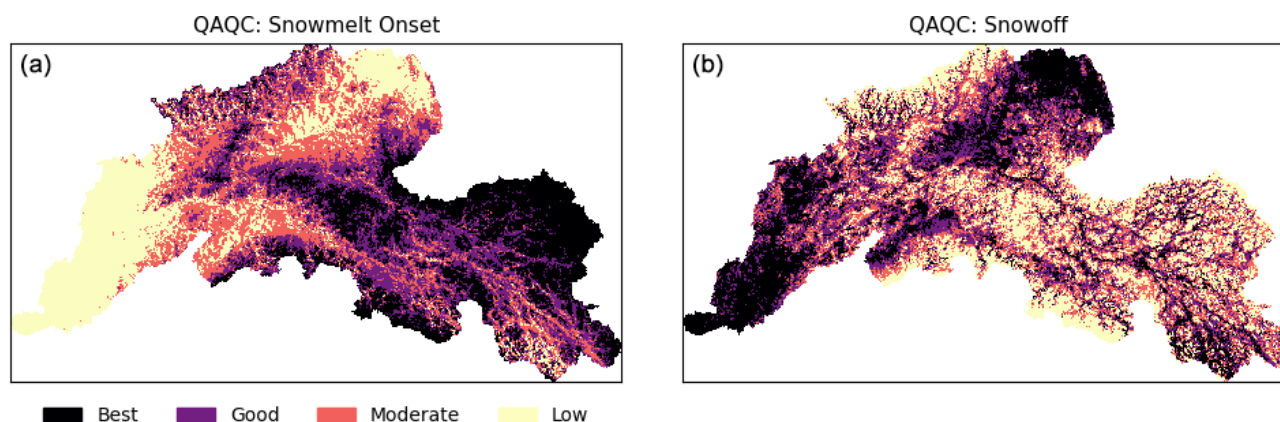 QAQC: Snowmelt Onset
QAQC: Snowoff
(a)
(b)
Best Good Moderate Low